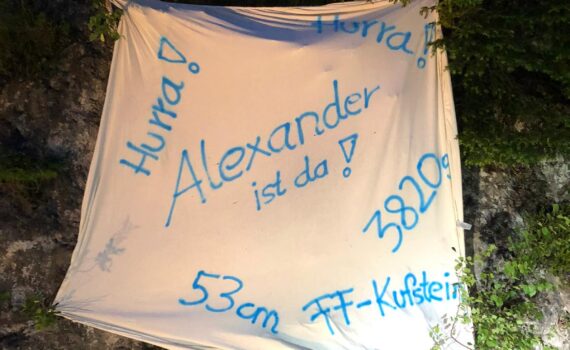 Hurra!
Hurra!
Alexander
ist da!
3820g
53cm
FF-Kufstein